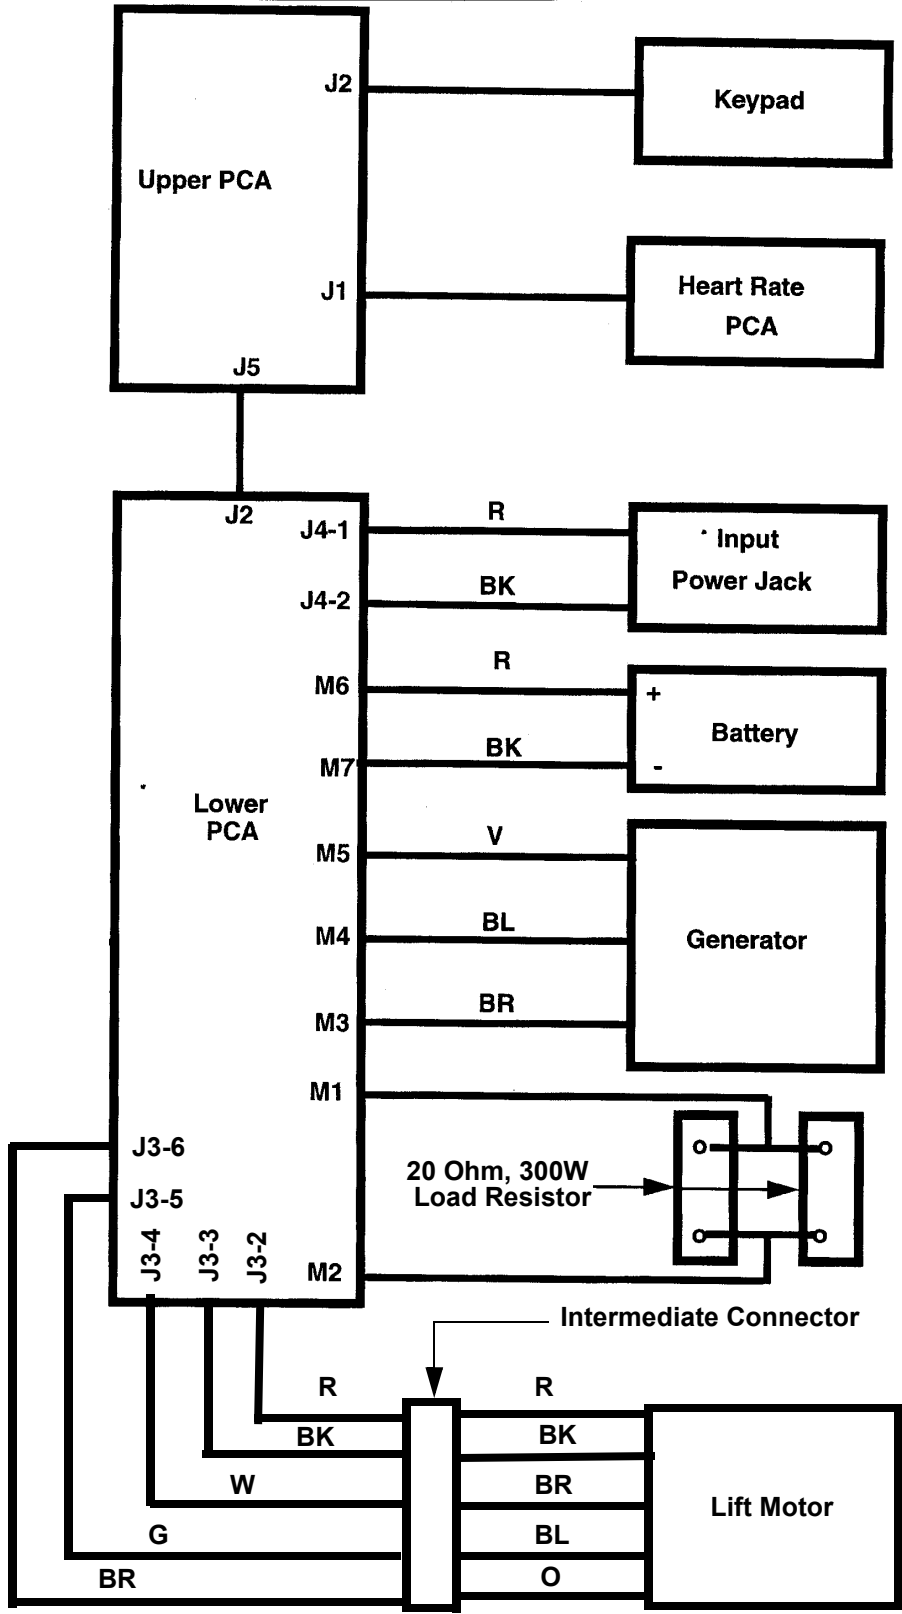 J2
Keypad
Upper PCA
J1
Heart Rate
PCA
J5
J2
J4-1
R
Input
Power Jack
J4-2
BK
M6
R
+
Battery
M7
BK
-
Lower
PCA
M5
V
M4
BL
Generator
M3
BR
M1
J3-6
20 Ohm, 300W
Load Resistor
J3-5
J3-4
J3-3
J3-2
M2
Intermediate Connector
R
R
BK
BK
W
BR
Lift Motor
G
BL
BR
O